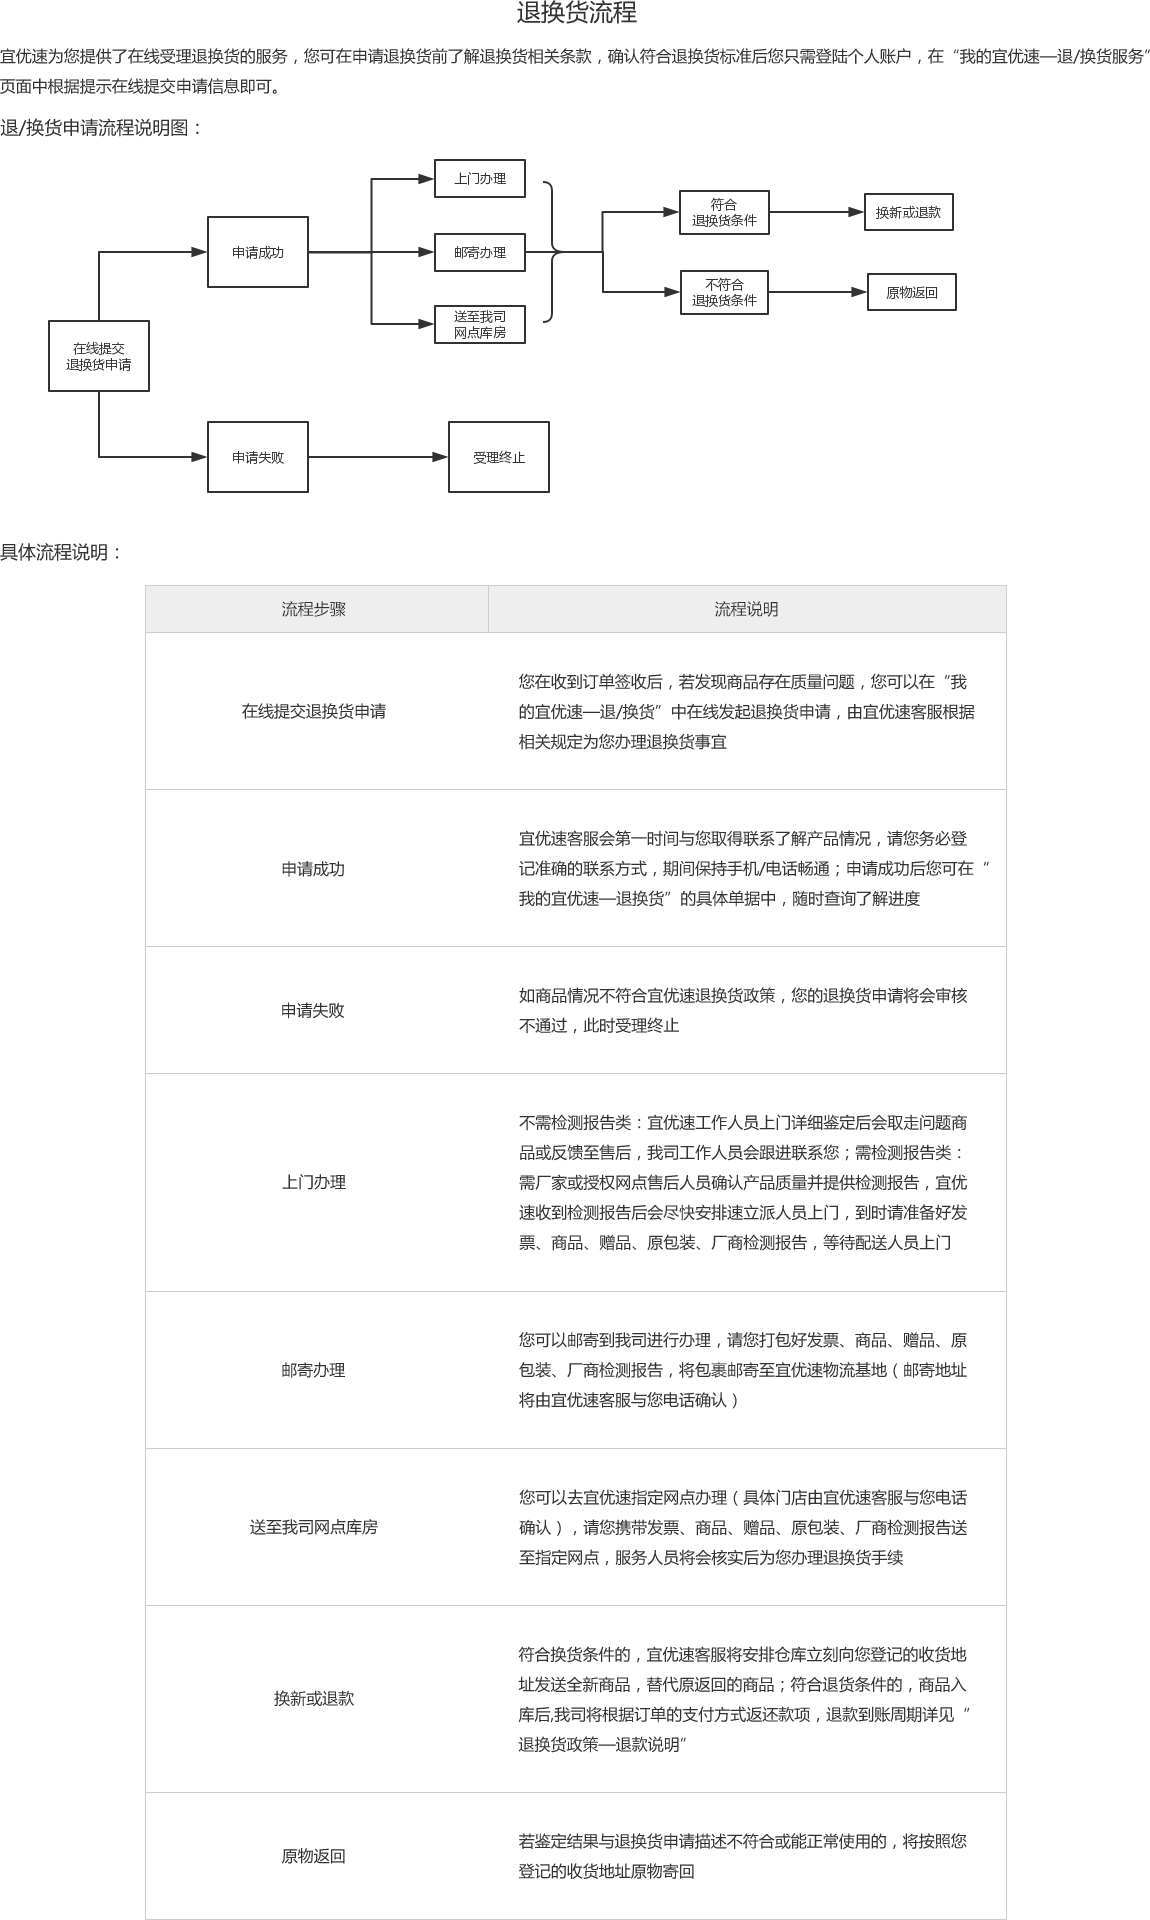 退换货流程
宜优速为您提供了在线受理退换货的服务，您可在申请退换货前了解退换货相关条款，确认符合退换货标准后您只需登陆个人账户，在“我的宜优速—退/换货服务”
页面中根据提示在线提交申请信息即可。
退/换货申请流程说明图：
上门办理
符合
退换货条件
换新或退款
申请成功
邮寄办理
不符合
退换货条件
原物返回
送至我司
网点库房
在线提交
退换货申请
申请失败
受理终止
具体流程说明：
流程步骤
流程说明
在线提交退换货申请
您在收到订单签收后，若发现商品存在质量问题，您可以在“我
的宜优速—退/换货”中在线发起退换货申请，由宜优速客服根据
相关规定为您办理退换货事宜
申请成功
宜优速客服会第一时间与您取得联系了解产品情况，请您务必登
记准确的联系方式，期间保持手机/电话畅通；申请成功后您可在“
我的宜优速—退换货”的具体单据中，随时查询了解进度
申请失败
如商品情况不符合宜优速退换货政策，您的退换货申请将会审核
不通过，此时受理终止
上门办理
不需检测报告类：宜优速工作人员上门详细鉴定后会取走问题商
品或反馈至售后，我司工作人员会跟进联系您；需检测报告类：
需厂家或授权网点售后人员确认产品质量并提供检测报告，宜优
速收到检测报告后会尽快安排速立派人员上门，到时请准备好发
票、商品、赠品、原包装、厂商检测报告，等待配送人员上门
邮寄办理
您可以邮寄到我司进行办理，请您打包好发票、商品、赠品、原
包装、厂商检测报告，将包裹邮寄至宜优速物流基地（邮寄地址
将由宜优速客服与您电话确认）
送至我司网点库房
您可以去宜优速指定网点办理（具体门店由宜优速客服与您电话
确认），请您携带发票、商品、赠品、原包装、厂商检测报告送
至指定网点，服务人员将会核实后为您办理退换货手续
换新或退款
符合换货条件的，宜优速客服将安排仓库立刻向您登记的收货地
址发送全新商品，替代原返回的商品；符合退货条件的，商品入
库后,我司将根据订单的支付方式返还款项，退款到账周期详见“
退换货政策—退款说明”
原物返回
若鉴定结果与退换货申请描述不符合或能正常使用的，将按照您
登记的收货地址原物寄回